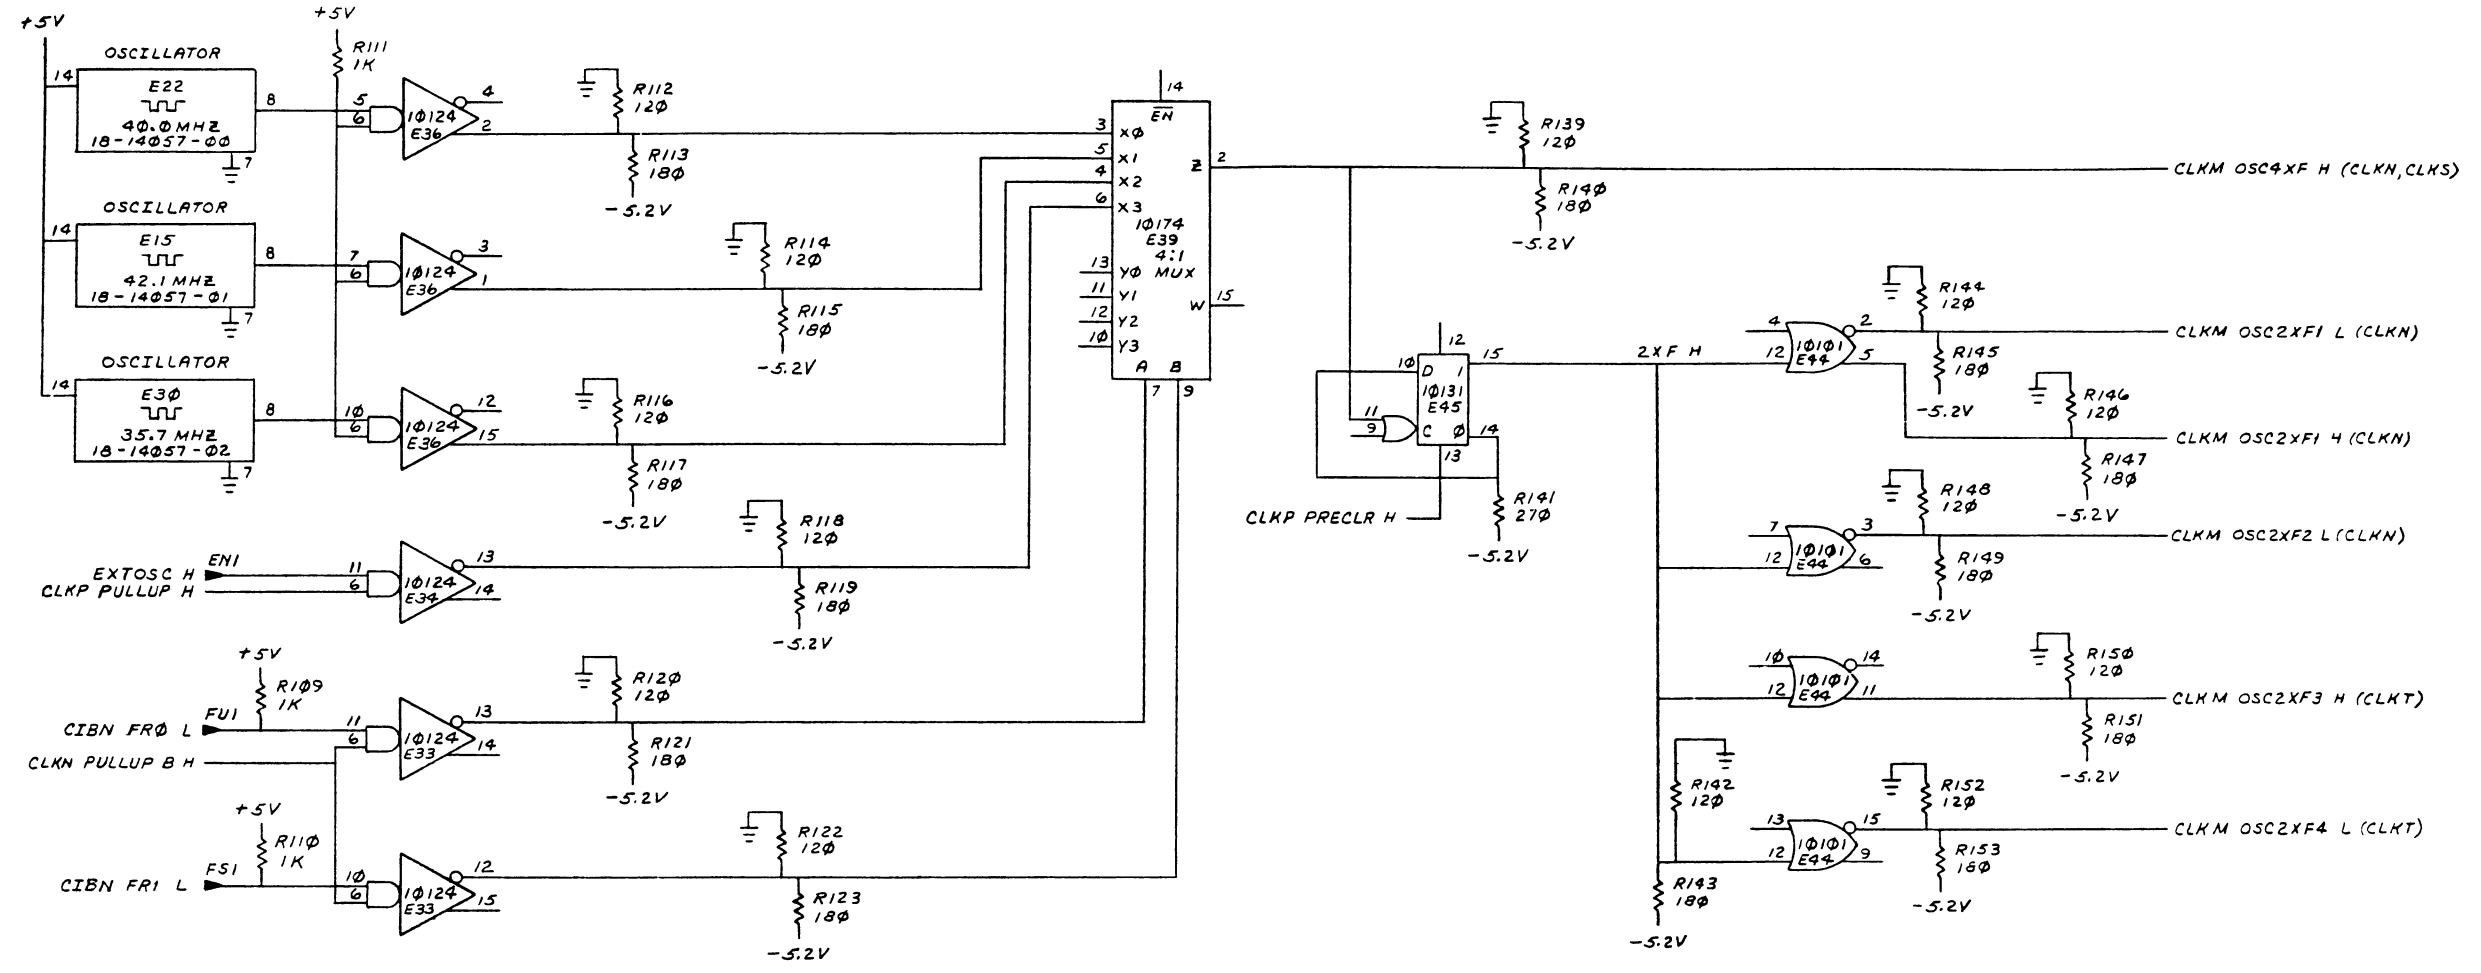 +5V
OSCILLATOR
14
E22
40.0 MHZ
18-14057-00
8
7
OSCILLATOR
14
E15
42.1 MHZ
18-14057-01
8
7
OSCILLATOR
14
E30
35.7 MHZ
18-14057-02
8
7
+5V
R111
1K
5
6
10124
E36
4
2
7
6
10124
E36
3
1
10
6
10124
E36
12
15
EXTOSC H
EN1
CLKP PULLUP H
11
6
10124
E34
13
14
+5V
R109
1K
CIBN FR0 L
FU1
11
6
10124
E33
13
14
CLKN PULLUP B H
+5V
R110
1K
CIBN FR1 L
FS1
10
6
10124
E33
12
15
R112
120
R113
180
-5.2V
R114
120
R115
180
-5.2V
R116
120
R117
180
-5.2V
R118
120
R119
180
-5.2V
R120
120
R121
180
-5.2V
R122
120
R123
180
-5.2V
14
EN
3 X0
5 X1
4 X2
6 X3
10174
E39
4:1
MUX
13 Y0
11 Y1
12 Y2
10 Y3
Z 2
W 15
A B
7 9
R139
120
R140
180
-5.2V
CLKM OSC4XF H (CLKN,CLKS)
12
10 D 1 15
10131
E45
11
9
C 0 14
13
CLKP PRECLR H
R141
270
-5.2V
2XF H
4
12
10101
E44
2
5
R144
120
R145
180
-5.2V
CLKM OSC2XF1 L (CLKN)
R146
120
R147
180
-5.2V
CLKM OSC2XF1 H (CLKN)
7
12
10101
E44
3
6
R148
120
R149
180
-5.2V
CLKM OSC2XF2 L (CLKN)
10
12
10101
E44
14
11
R150
120
R151
180
-5.2V
CLKM OSC2XF3 H (CLKT)
R142
120
R143
180
-5.2V
13
12
10101
E44
15
9
R152
120
R153
180
-5.2V
CLKM OSC2XF4 L (CLKT)